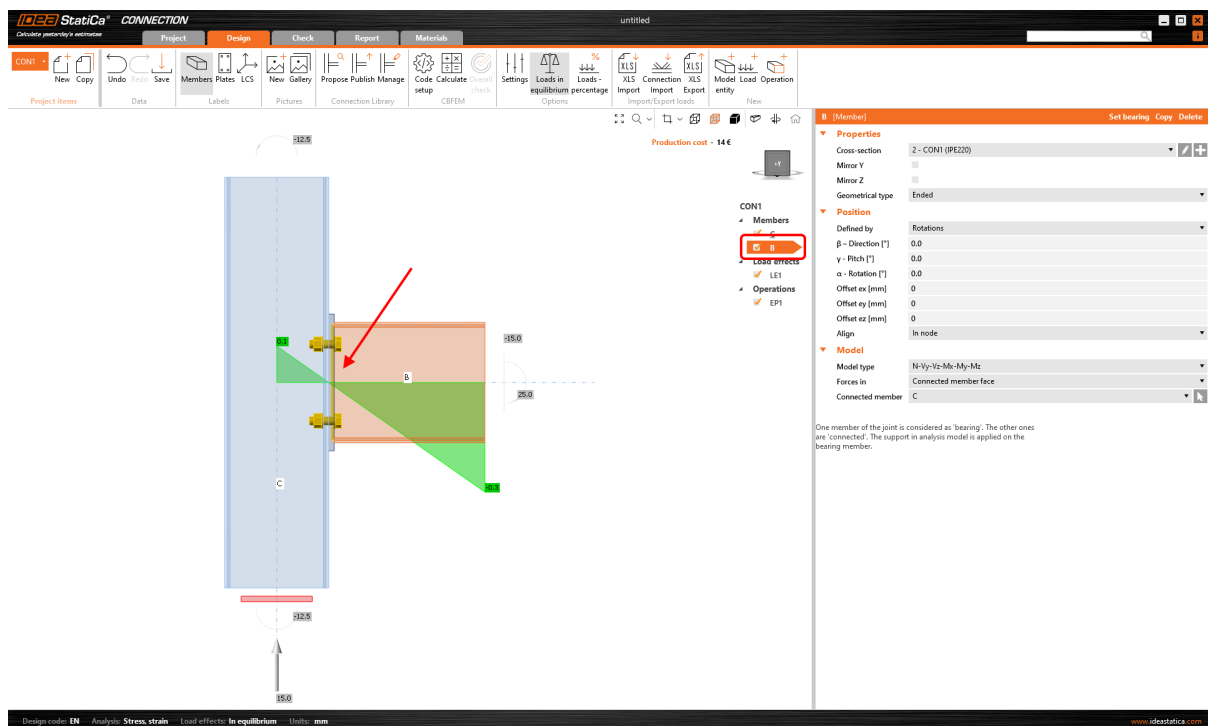 IDEA StatiCa® CONNECTION
untitled
Calculate yesterday's estimates
Project Design Check Report Materials
CON1
New Copy
Undo Redo Save
Members Plates LCS
New Gallery
Propose Publish Manage
Code setup Calculate Overall check
Settings Loads in equilibrium Loads - percentage
XLS Import Connection Import XLS Export
Model entity Load Operation
Project items Data Labels Pictures Connection Library CBFEM Options Import/Export loads New
Production cost - 14 €
+Y
CON1
Members
C
B
Load effects
LE1
Operations
EP1
-12.5
0.3
-15.0
B
25.0
C
-0.3
-12.5
15.0
B [Member] Set bearing Copy Delete
Properties
Cross-section 2 - CON1 (IPE220)
Mirror Y
Mirror Z
Geometrical type Ended
Position
Defined by Rotations
β – Direction [°] 0.0
γ - Pitch [°] 0.0
α - Rotation [°] 0.0
Offset ex [mm] 0
Offset ey [mm] 0
Offset ez [mm] 0
Align In node
Model
Model type N-Vy-Vz-Mx-My-Mz
Forces in Connected member face
Connected member C
One member of the joint is considered as 'bearing'. The other ones
are 'connected'. The support in analysis model is applied on the
bearing member.
Design code: EN Analysis: Stress, strain Load effects: In equilibrium Units: mm
www.ideastatica.com